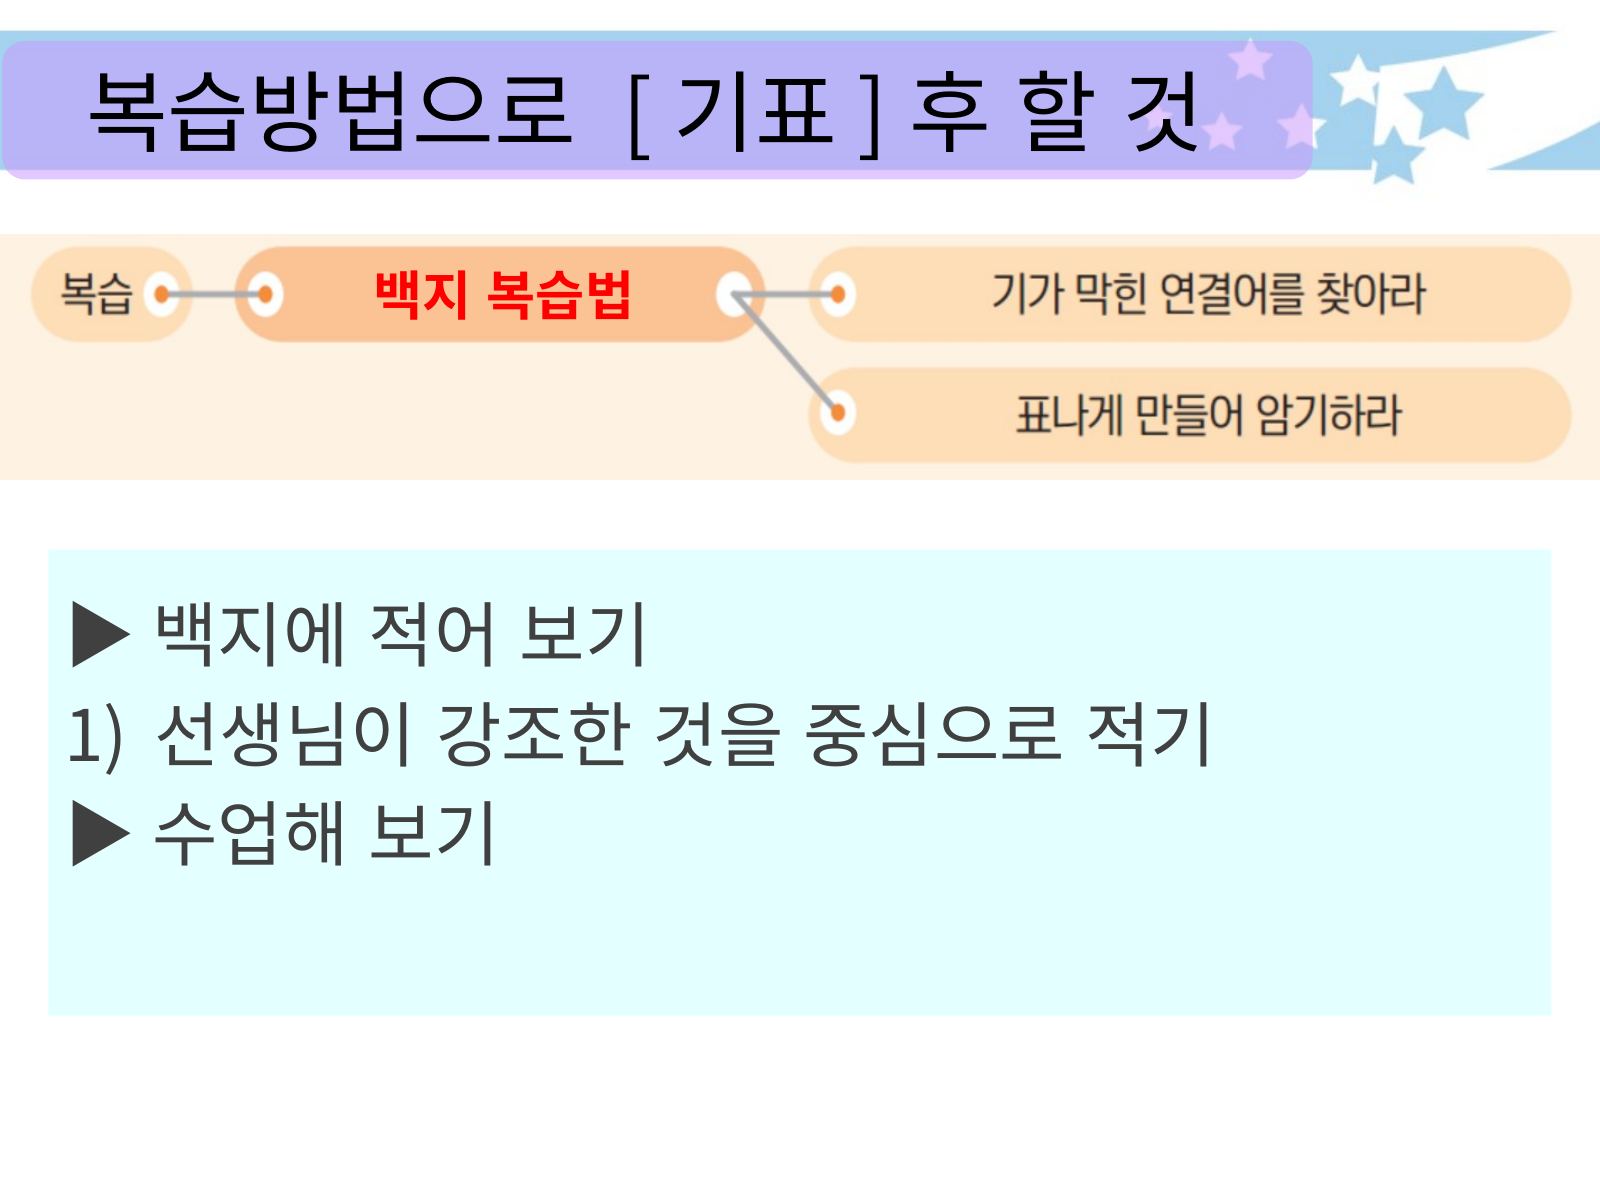 복습방법으로 [ 기표 ] 후 할 것
복습
백지 복습법
기가 막힌 연결어를 찾아라
표나게 만들어 암기하라
▶ 백지에 적어 보기
1) 선생님이 강조한 것을 중심으로 적기
▶ 수업해 보기